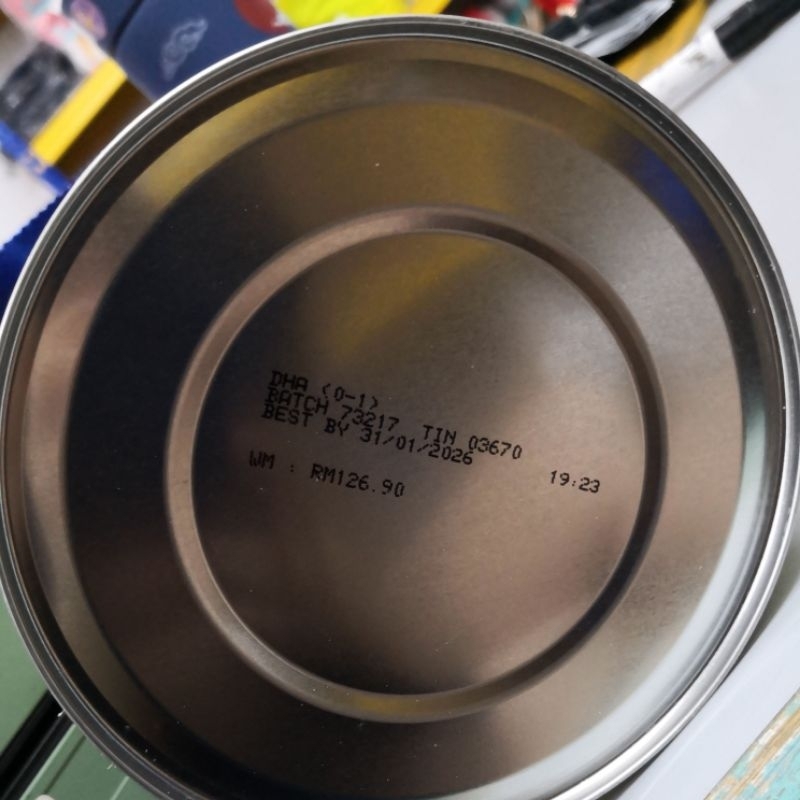 DHA (0-1)
BATCH 73217 TIN 03670
BEST BY 31/01/2026 19:23
WM : RM126.90